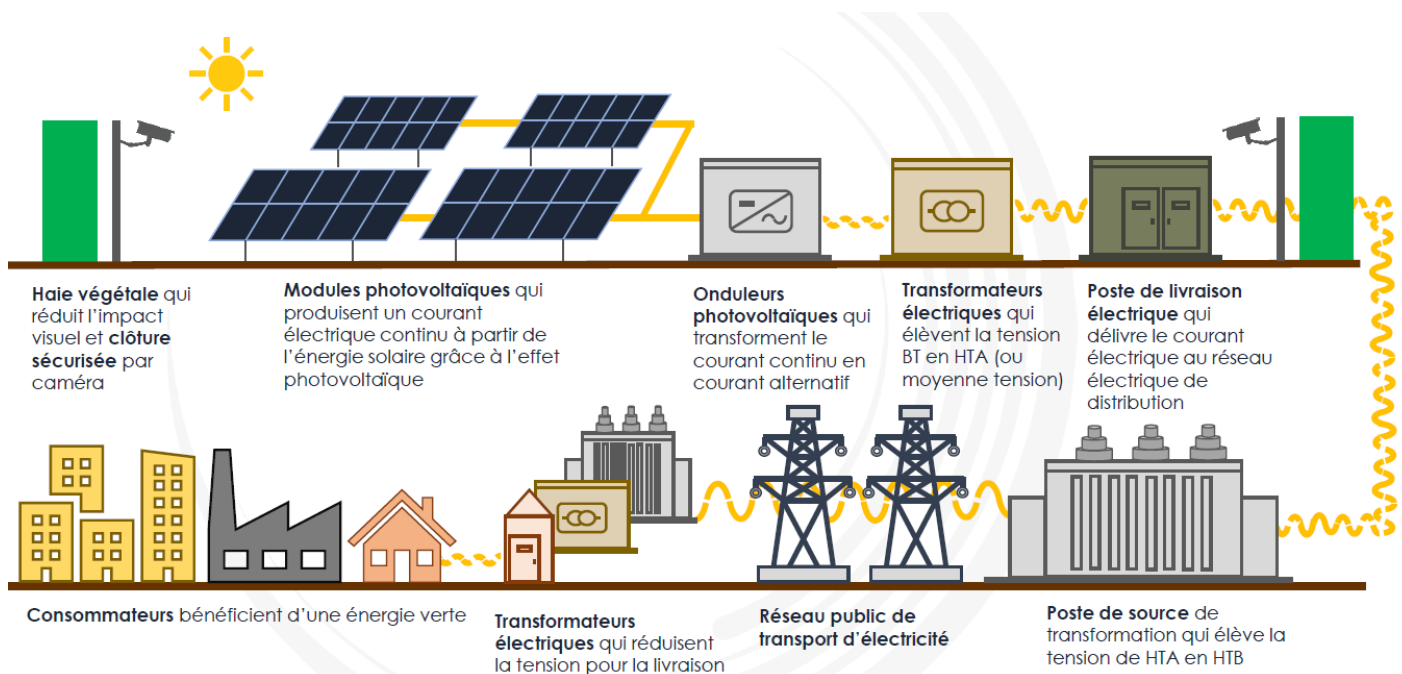 Haie végétale qui
réduit l’impact
visuel et clôture
sécurisée par
caméra
Modules photovoltaïques qui
produisent un courant
électrique continu à partir de
l’énergie solaire grâce à l’effet
photovoltaïque
Onduleurs
photovoltaïques qui
transforment le
courant continu en
courant alternatif
Transformateurs
électriques qui
élèvent la tension
BT en HTA (ou
moyenne tension)
Poste de livraison
électrique qui
délivre le courant
électrique au réseau
électrique de
distribution
Consommateurs bénéficient d’une énergie verte
Transformateurs
électriques qui réduisent
la tension pour la livraison
Réseau public de
transport d’électricité
Poste de source de
transformation qui élève la
tension de HTA en HTB